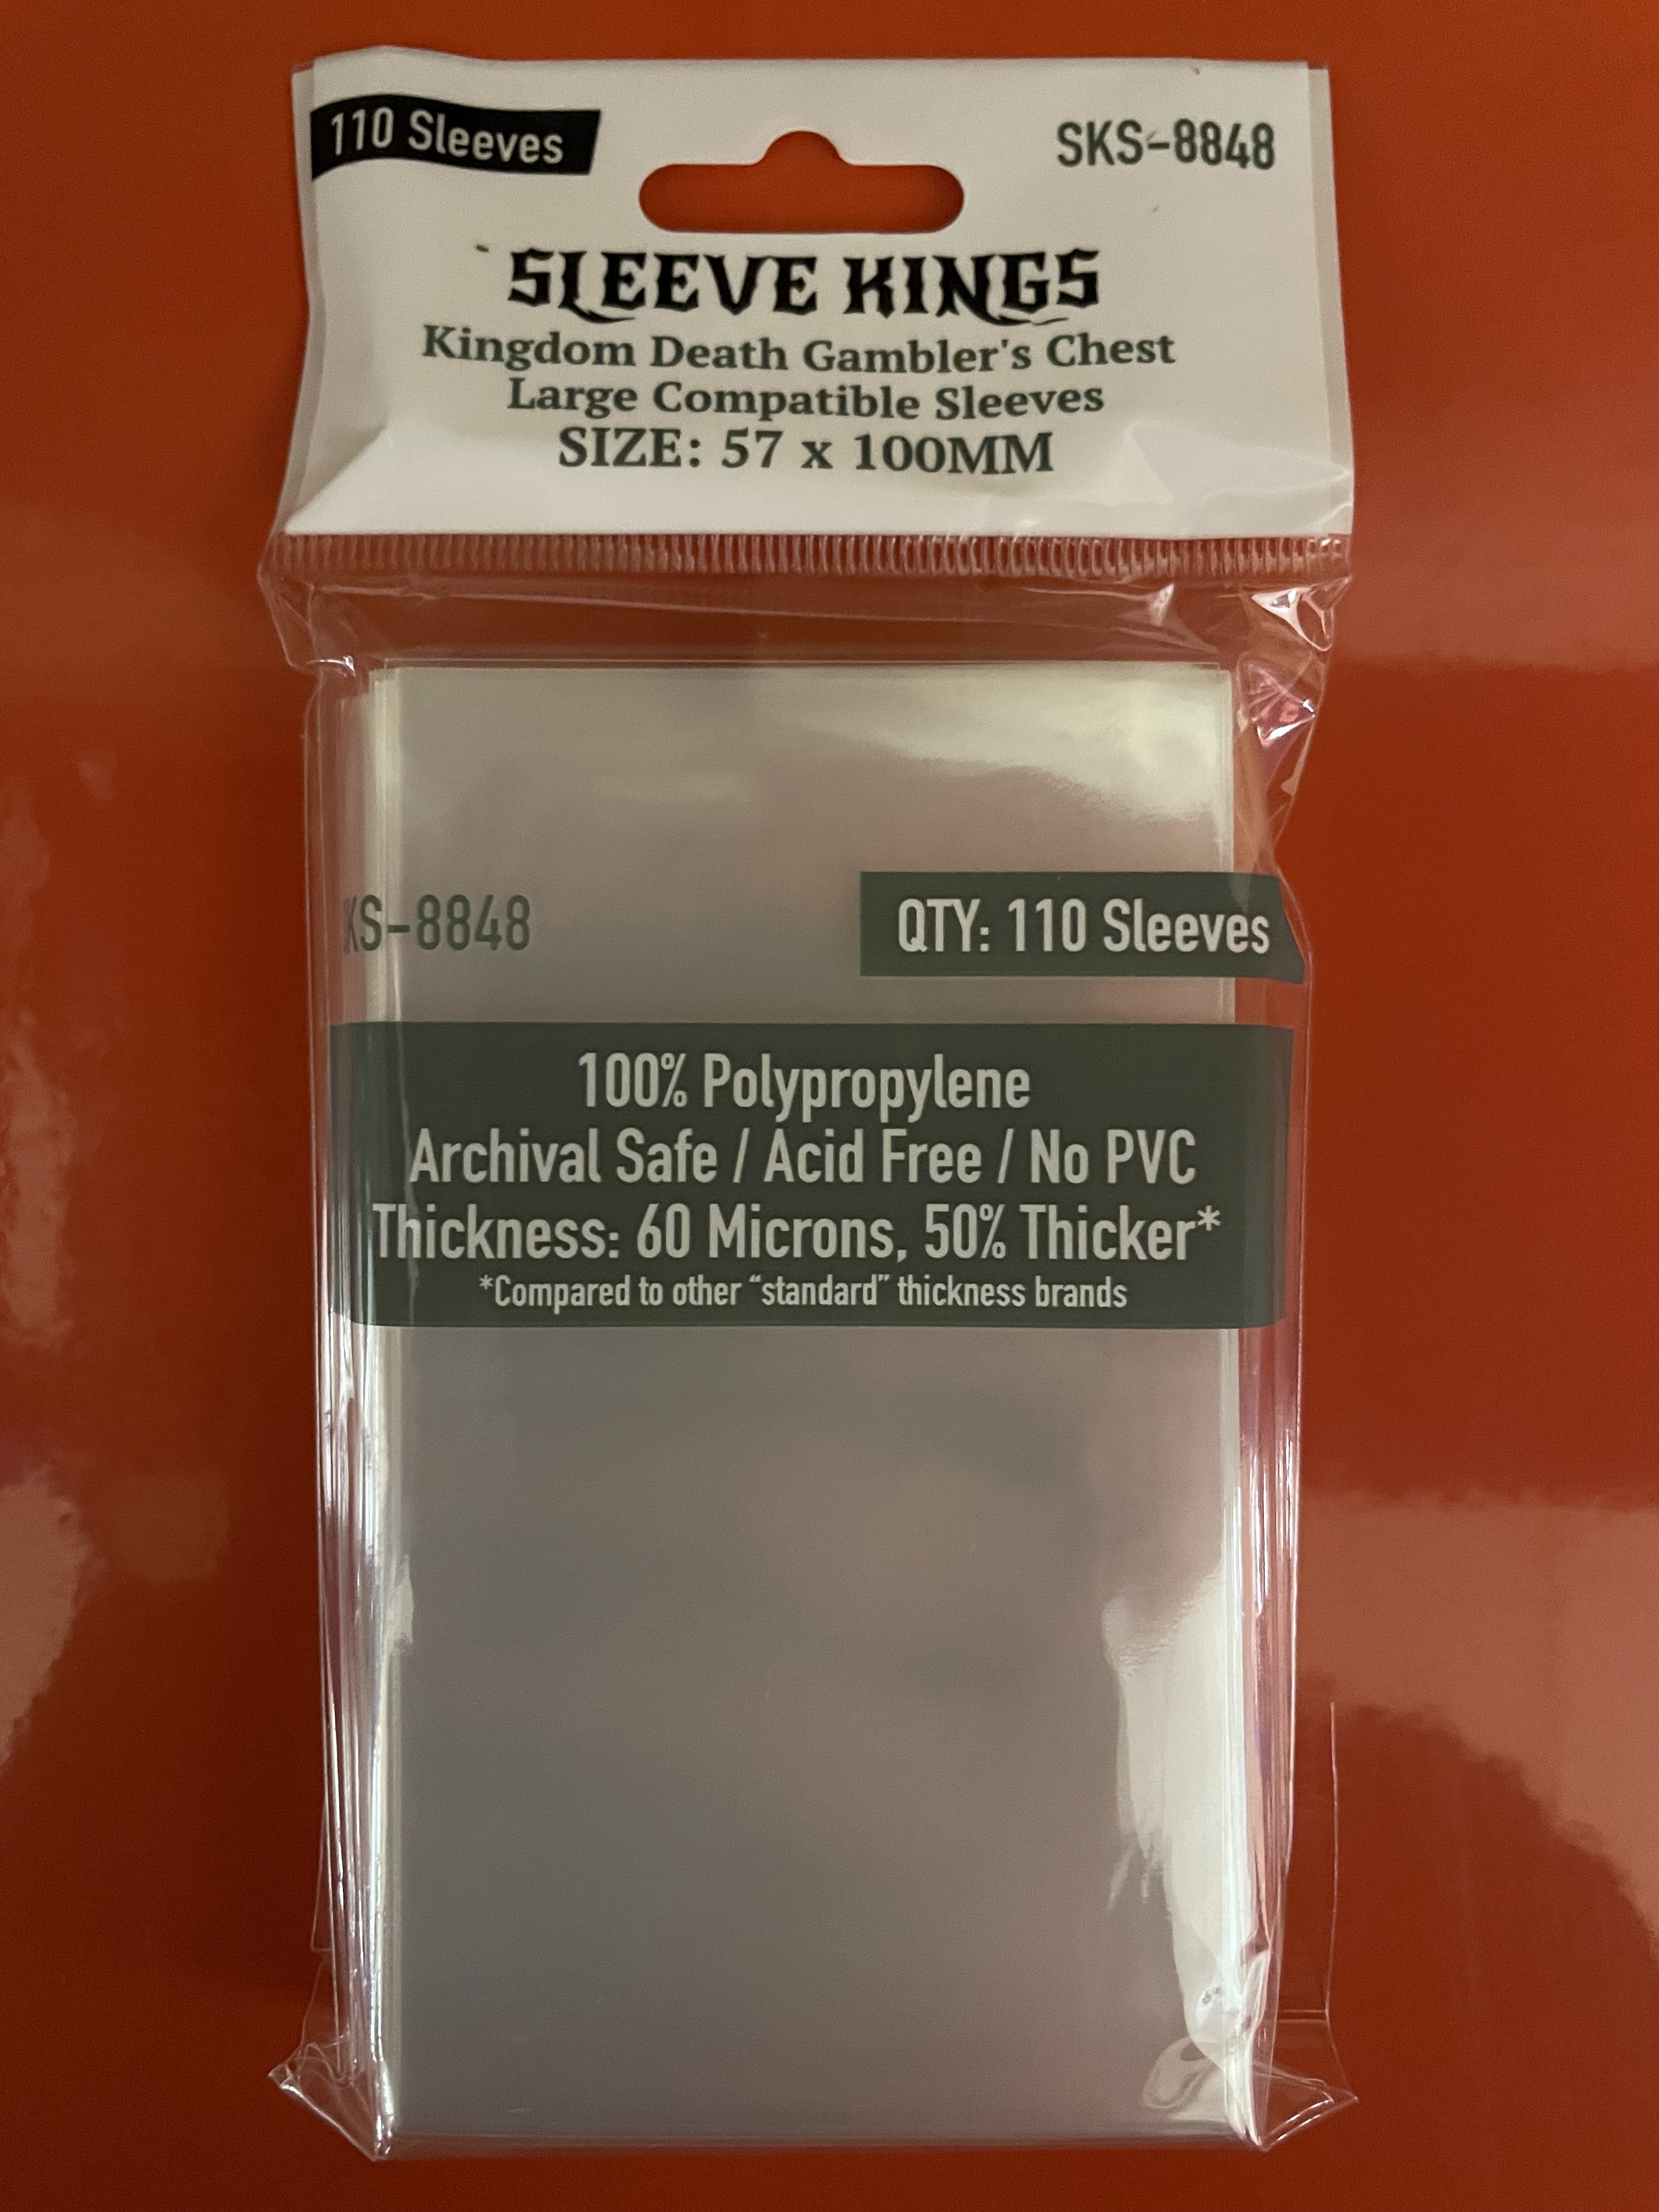 110 Sleeves
SKS-8848
SLEEVE KINGS
Kingdom Death Gambler's Chest
Large Compatible Sleeves
SIZE: 57 x 100MM
KS-8848
QTY: 110 Sleeves
100% Polypropylene
Archival Safe / Acid Free / No PVC
Thickness: 60 Microns, 50% Thicker*
*Compared to other “standard” thickness brands